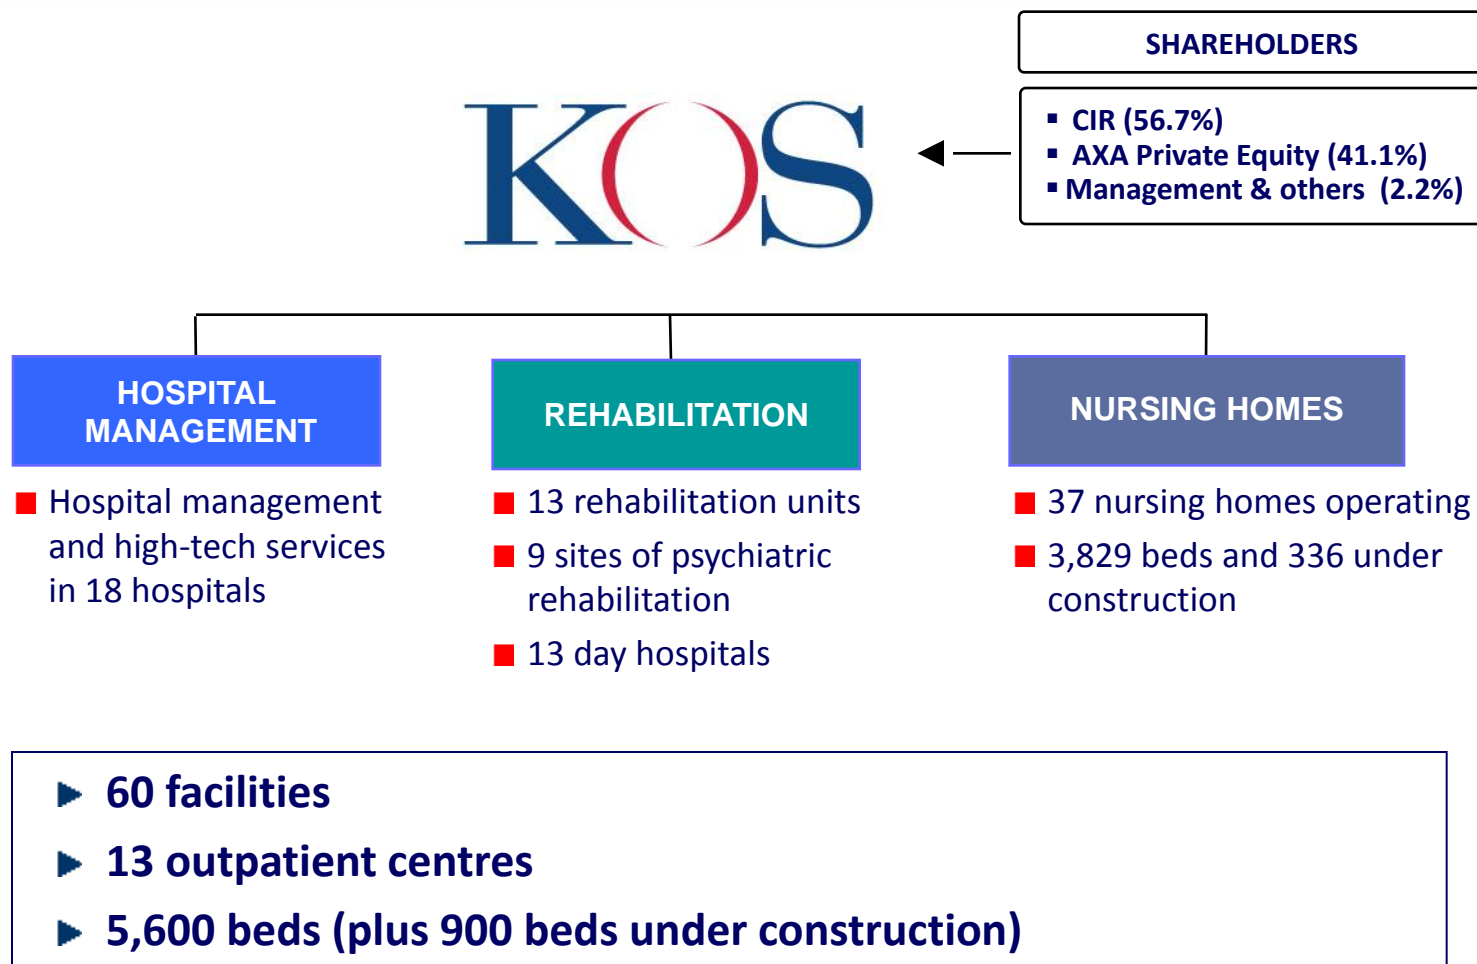 SHAREHOLDERS
KOS
▪ CIR (56.7%)
▪ AXA Private Equity (41.1%)
▪ Management & others (2.2%)
HOSPITAL
MANAGEMENT
■ Hospital management
and high-tech services
in 18 hospitals
REHABILITATION
■ 13 rehabilitation units
■ 9 sites of psychiatric
rehabilitation
■ 13 day hospitals
NURSING HOMES
■ 37 nursing homes operating
■ 3,829 beds and 336 under
construction
► 60 facilities
► 13 outpatient centres
► 5,600 beds (plus 900 beds under construction)